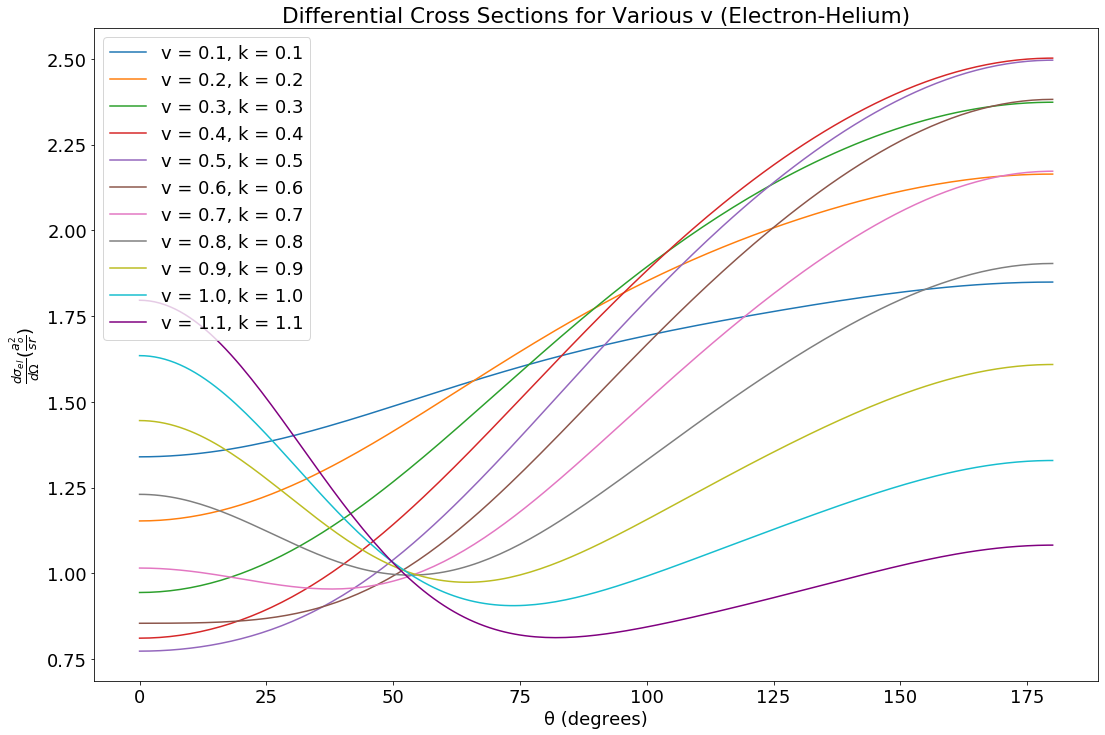 Differential Cross Sections for Various v (Electron-Helium)
v = 0.1, k = 0.1
v = 0.2, k = 0.2
v = 0.3, k = 0.3
v = 0.4, k = 0.4
v = 0.5, k = 0.5
v = 0.6, k = 0.6
v = 0.7, k = 0.7
v = 0.8, k = 0.8
v = 0.9, k = 0.9
v = 1.0, k = 1.0
v = 1.1, k = 1.1
2.50
2.25
2.00
1.75
1.50
1.25
1.00
0.75
dσ_el/dΩ (a_o^2/sr)
0
25
50
75
100
125
150
175
θ (degrees)